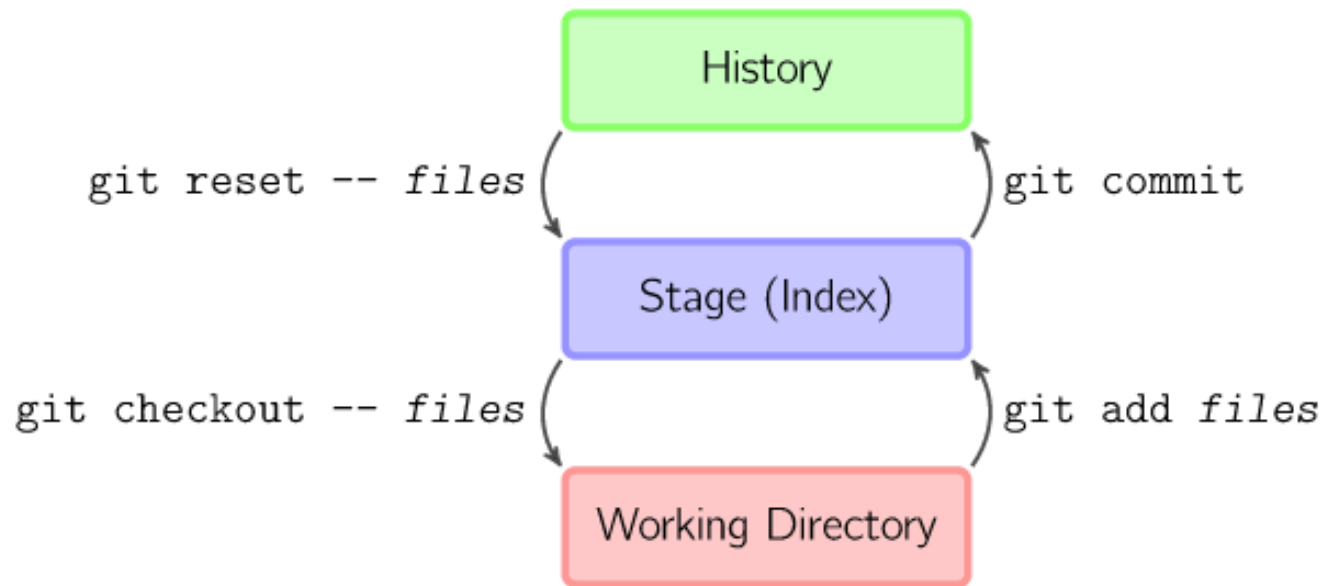 History
git reset -- files
git commit
Stage (Index)
git checkout -- files
git add files
Working Directory